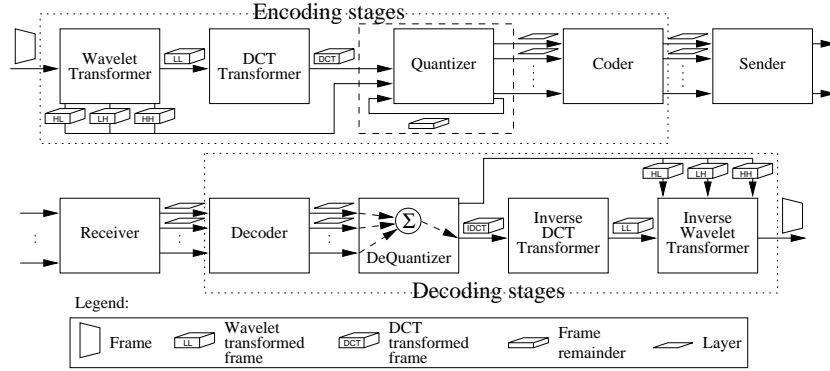 Encoding stages
Wavelet
Transformer
LL
DCT
Transformer
DCT
Quantizer
Coder
Sender
HL
LH
HH
Receiver
Decoder
Σ
DeQuantizer
IDCT
Inverse
DCT
Transformer
LL
Inverse
Wavelet
Transformer
HL
LH
HH
Decoding stages
Legend:
Frame
LL
Wavelet
transformed
frame
DCT
DCT
transformed
frame
Frame
remainder
Layer